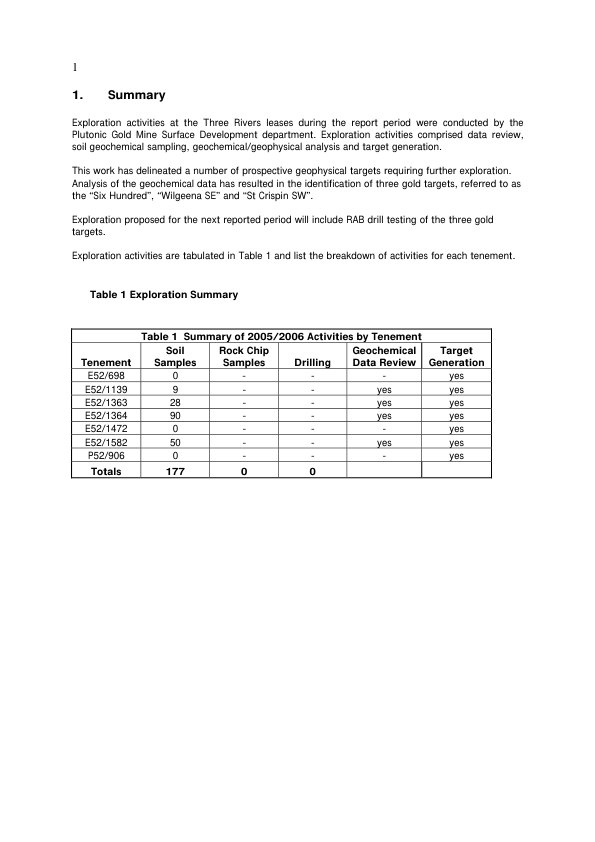 1
1. Summary
Exploration activities at the Three Rivers leases during the report period were conducted by the
Plutonic Gold Mine Surface Development department. Exploration activities comprised data review,
soil geochemical sampling, geochemical/geophysical analysis and target generation.
This work has delineated a number of prospective geophysical targets requiring further exploration.
Analysis of the geochemical data has resulted in the identification of three gold targets, referred to as
the “Six Hundred”, “Wilgeena SE” and “St Crispin SW”.
Exploration proposed for the next reported period will include RAB drill testing of the three gold
targets.
Exploration activities are tabulated in Table 1 and list the breakdown of activities for each tenement.
Table 1 Exploration Summary
Table 1 Summary of 2005/2006 Activities by Tenement
Soil Rock Chip Geochemical Target
Tenement Samples Samples Drilling Data Review Generation
E52/698 0 - - - yes
E52/1139 9 - - yes yes
E52/1363 28 - - yes yes
E52/1364 90 - - yes yes
E52/1472 0 - - - yes
E52/1582 50 - - yes yes
P52/906 0 - - - yes
Totals 177 0 0